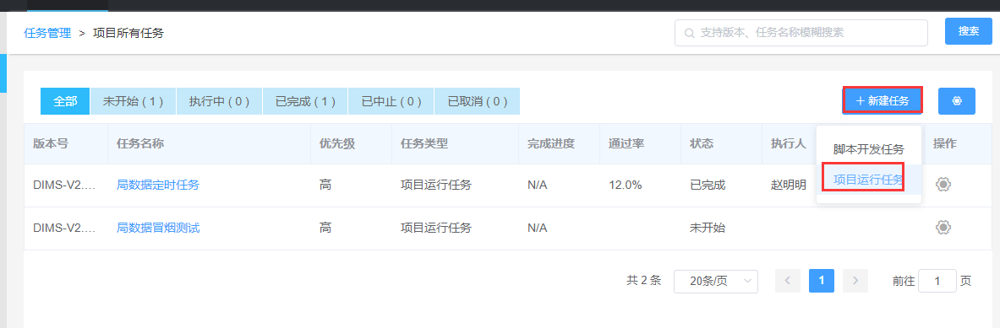 任务管理 > 项目所有任务
支持版本、任务名称模糊搜索
搜索
全部 未开始 ( 1 ) 执行中 ( 0 ) 已完成 ( 1 ) 已中止 ( 0 ) 已取消 ( 0 )
+ 新建任务
版本号 任务名称 优先级 任务类型 完成进度 通过率 状态 执行人 操作
脚本开发任务
项目运行任务
DIMS-V2.... 局数据定时任务 高 项目运行任务 N/A 12.0% 已完成 赵明明
DIMS-V2.... 局数据冒烟测试 高 项目运行任务 N/A 未开始
共 2 条 20条/页 < 1 > 前往 1 页